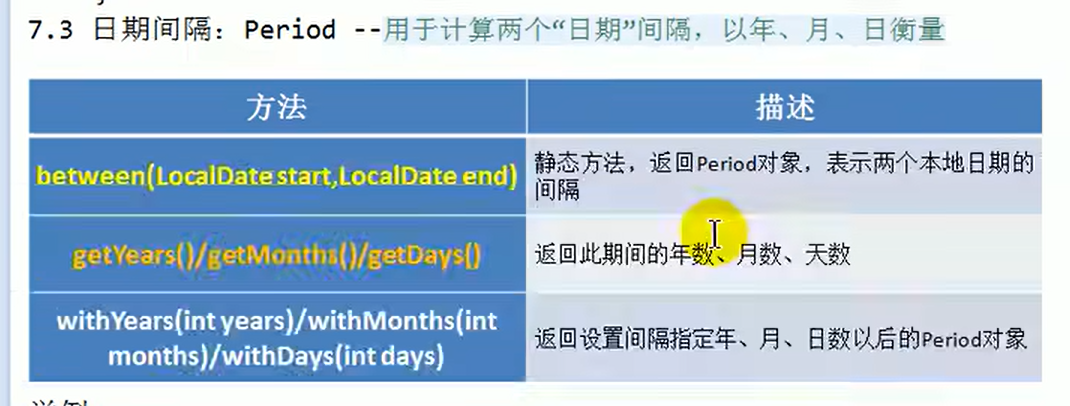 7.3 日期间隔：Period --用于计算两个“日期”间隔，以年、月、日衡量
方法
描述
between(LocalDate start,LocalDate end)
静态方法，返回Period对象，表示两个本地日期的
间隔
getYears()/getMonths()/getDays()
返回此期间的年数、月数、天数
withYears(int years)/withMonths(int
months)/withDays(int days)
返回设置间隔指定年、月、日数以后的Period对象